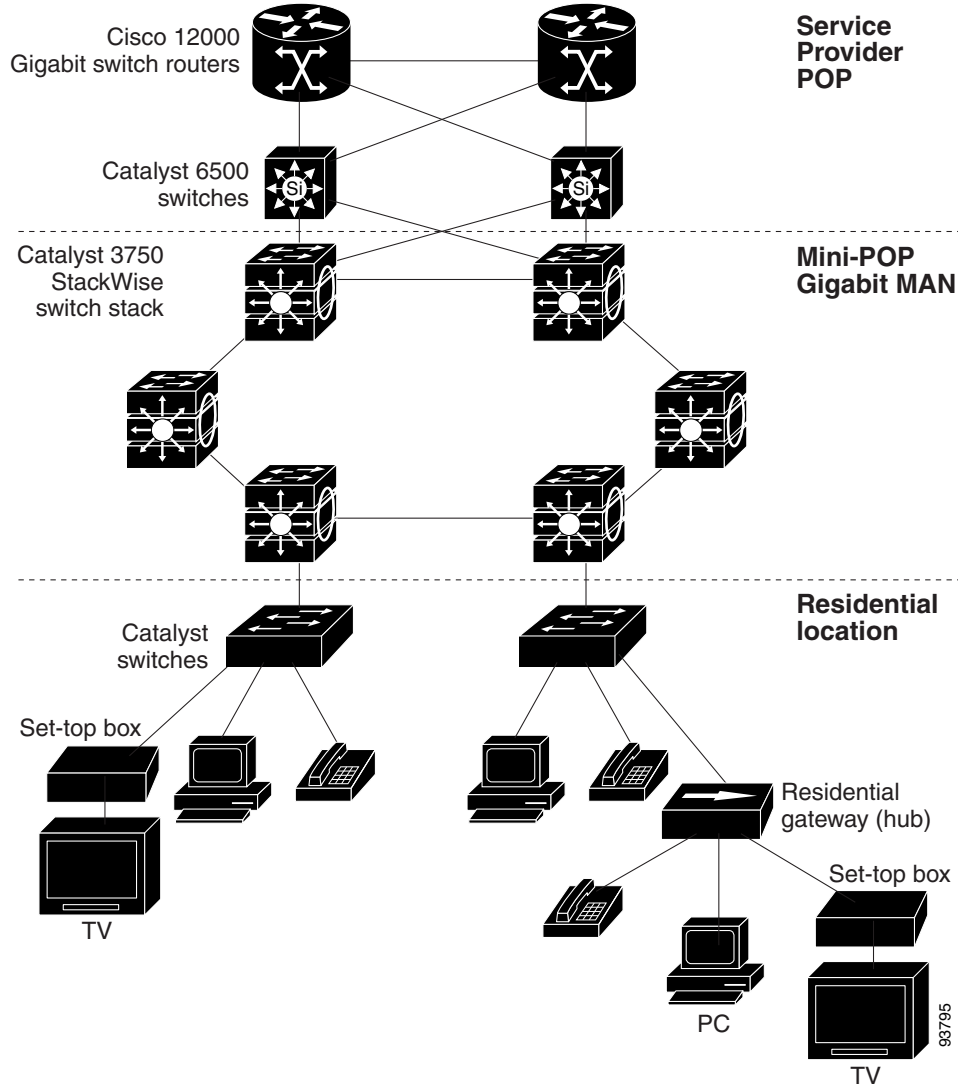 Cisco 12000
Gigabit switch routers
Service
Provider
POP
Catalyst 6500
switches
Si
Si
Catalyst 3750
StackWise
switch stack
Mini-POP
Gigabit MAN
Residential
location
Catalyst
switches
Set-top box
TV
Residential
gateway (hub)
Set-top box
PC
TV
93795